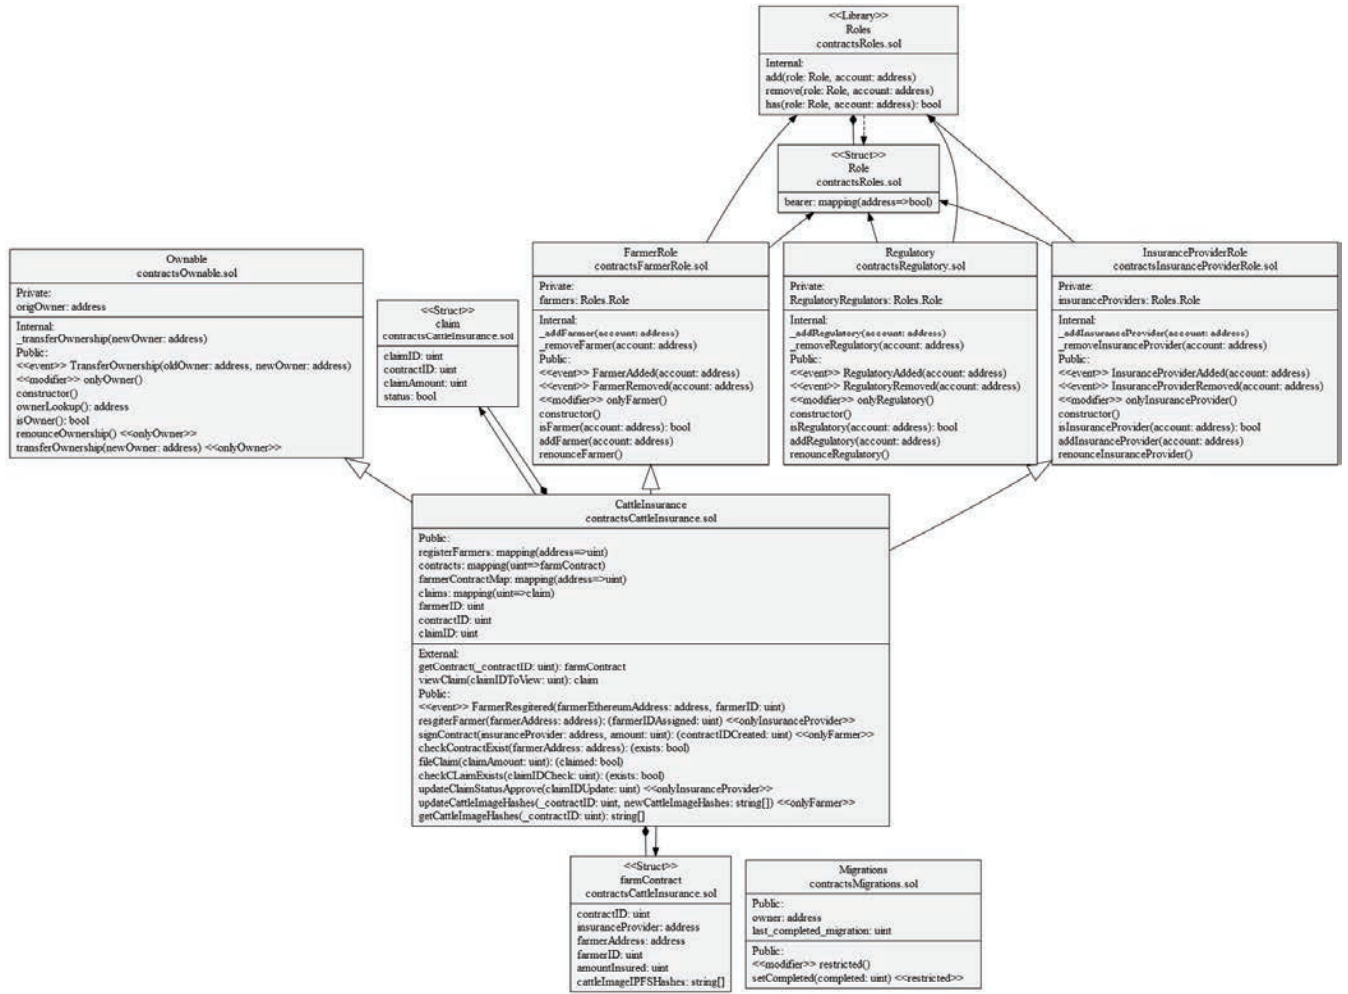 <<Library>>
Roles
contractsRoles.sol
Internal:
add(role: Role, account: address)
remove(role: Role, account: address)
has(role: Role, account: address): bool
<<Struct>>
Role
contractsRoles.sol
bearer: mapping(address=>bool)
Ownable
contractsOwnable.sol
Private:
origOwner: address
Internal:
_transferOwnership(newOwner: address)
Public:
<<event>> TransferOwnership(oldOwner: address, newOwner: address)
<<modifier>> onlyOwner()
constructor()
ownerLookup(): address
isOwner(): bool
renounceOwnership() <<onlyOwner>>
transferOwnership(newOwner: address) <<onlyOwner>>
<<Struct>>
claim
contractsCattleInsurance.sol
claimID: uint
contractID: uint
claimAmount: uint
status: bool
FarmerRole
contractsFarmerRole.sol
Private:
farmers: Roles.Role
Internal:
_addFarmer(account: address)
_removeFarmer(account: address)
Public:
<<event>> FarmerAdded(account: address)
<<event>> FarmerRemoved(account: address)
<<modifier>> onlyFarmer()
constructor()
isFarmer(account: address): bool
addFarmer(account: address)
renounceFarmer()
Regulatory
contractsRegulatory.sol
Private:
RegulatoryRegulators: Roles.Role
Internal:
_addRegulatory(account: address)
_removeRegulatory(account: address)
Public:
<<event>> RegulatoryAdded(account: address)
<<event>> RegulatoryRemoved(account: address)
<<modifier>> onlyRegulatory()
constructor()
isRegulatory(account: address): bool
addRegulatory(account: address)
renounceRegulatory()
InsuranceProviderRole
contractsInsuranceProviderRole.sol
Private:
insuranceProviders: Roles.Role
Internal:
_addInsuranceProvider(account: address)
_removeInsuranceProvider(account: address)
Public:
<<event>> InsuranceProviderAdded(account: address)
<<event>> InsuranceProviderRemoved(account: address)
<<modifier>> onlyInsuranceProvider()
constructor()
isInsuranceProvider(account: address): bool
addInsuranceProvider(account: address)
renounceInsuranceProvider()
CattleInsurance
contractsCattleInsurance.sol
Public:
registerFarmers: mapping(address=>uint)
contracts: mapping(uint=>farmContract)
farmerContractMap: mapping(address=>uint)
claims: mapping(uint=>claim)
farmerID: uint
contractID: uint
claimID: uint
External:
getContract(_contractID: uint): farmContract
viewClaim(claimIDToView: uint): claim
Public:
<<event>> FarmerResgitered(farmerEthereumAddress: address, farmerID: uint)
resgiterFarmer(farmerAddress: address): (farmerIDAssigned: uint) <<onlyInsuranceProvider>>
signContract(insuranceProvider: address, amount: uint): (contractIDCreated: uint) <<onlyFarmer>>
checkContractExist(farmerAddress: address): (exists: bool)
fileClaim(claimAmount: uint): (claimed: bool)
checkCLaimExists(claimIDCheck: uint): (exists: bool)
updateClaimStatusApprove(claimIDUpdate: uint) <<onlyInsuranceProvider>>
updateCattleImageHashes(_contractID: uint, newCattleImageHashes: string[]) <<onlyFarmer>>
getCattleImageHashes(_contractID: uint): string[]
<<Struct>>
farmContract
contractsCattleInsurance.sol
contractID: uint
insuranceProvider: address
farmerAddress: address
farmerID: uint
amountInsured: uint
cattleImageIPFSHashes: string[]
Migrations
contractsMigrations.sol
Public:
owner: address
last_completed_migration: uint
Public:
<<modifier>> restricted()
setCompleted(completed: uint) <<restricted>>